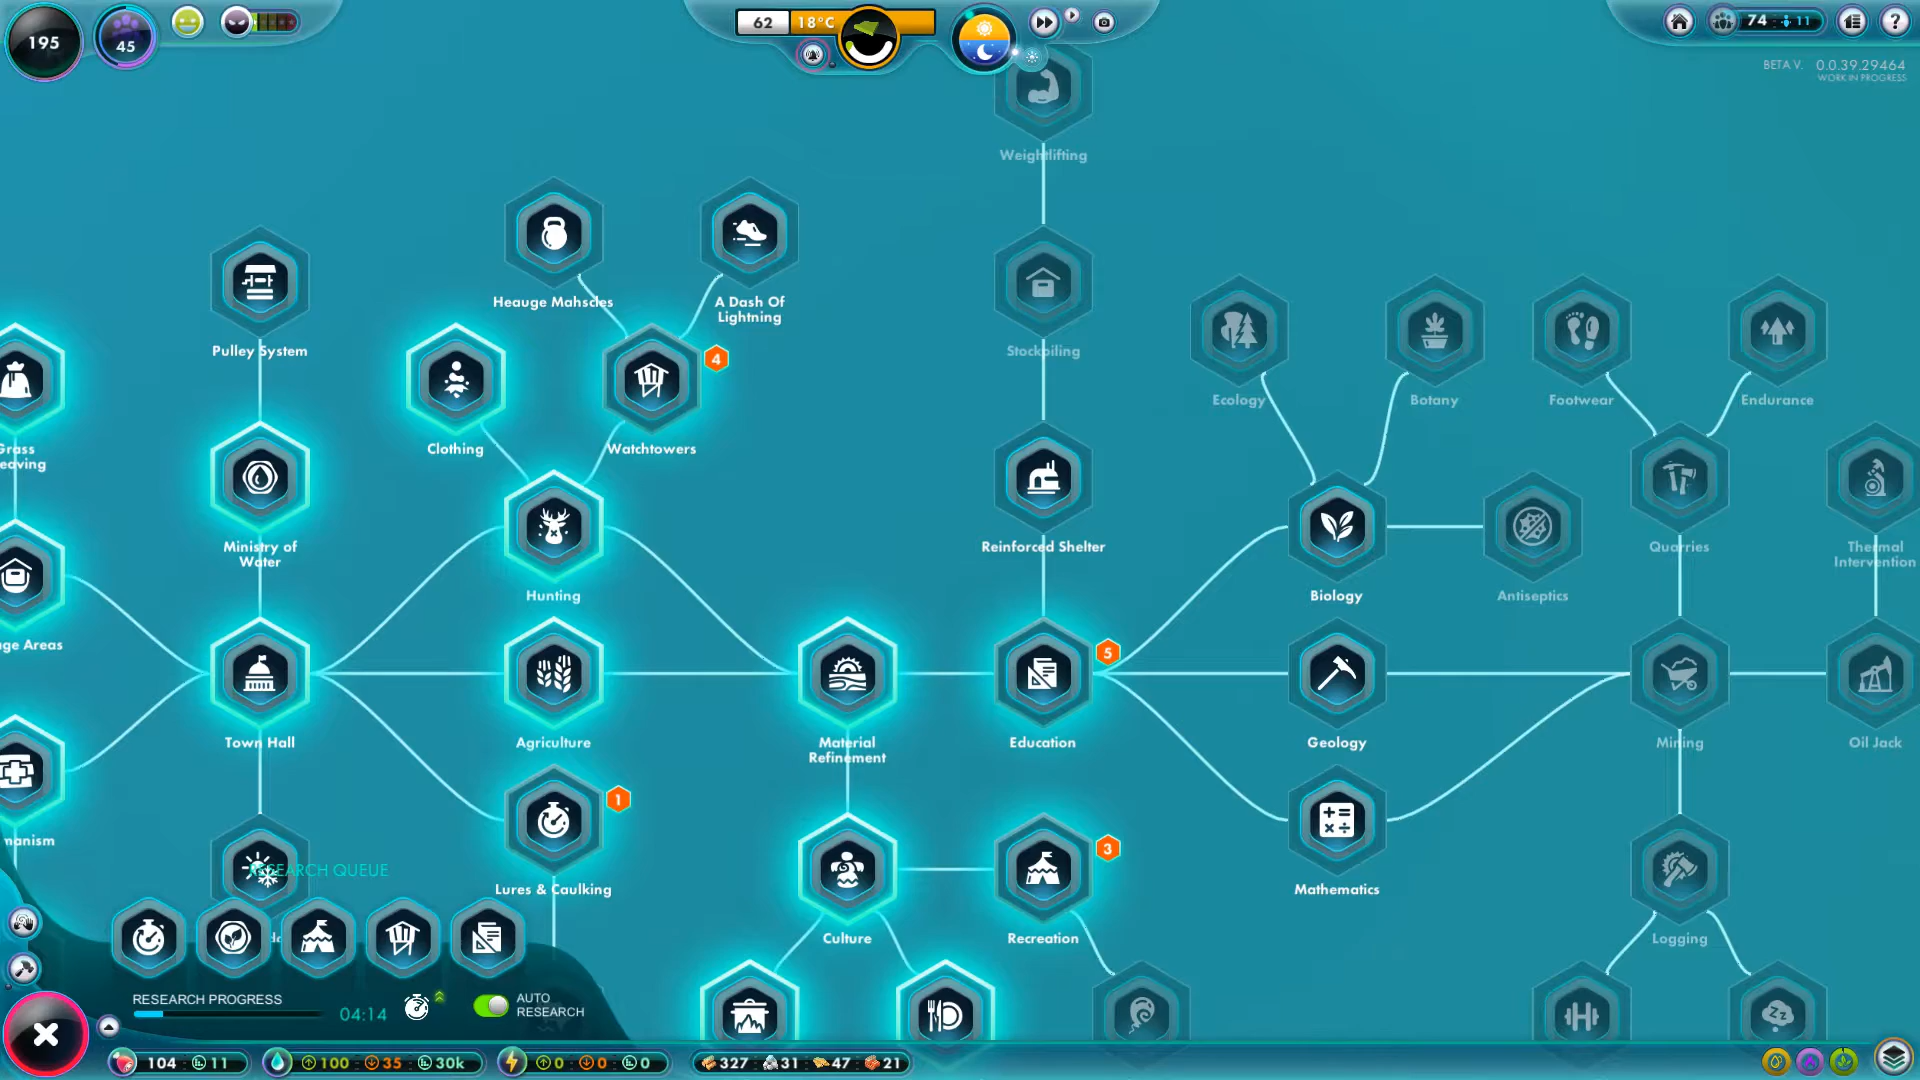 195
45
62
18°C
74
11
BETA V. 0.0.39.29464
WORK IN PROGRESS
Weightlifting
Heauge Mahscles
A Dash Of
Lightning
Pulley System
Stockpiling
Ecology
Botany
Footwear
Endurance
4
Clothing
Watchtowers
Grass
Ministry of
Water
Hunting
Reinforced Shelter
Biology
Antiseptics
Quarries
Thermal
Intervention
5
Town Hall
Agriculture
Material
Refinement
Education
Geology
Mining
Oil Jack
1
3
RESEARCH QUEUE
Lures & Caulking
Mathematics
Culture
Recreation
Logging
RESEARCH PROGRESS
04:14
AUTO
RESEARCH
104
11
100
35
30k
0
0
0
327
31
47
21